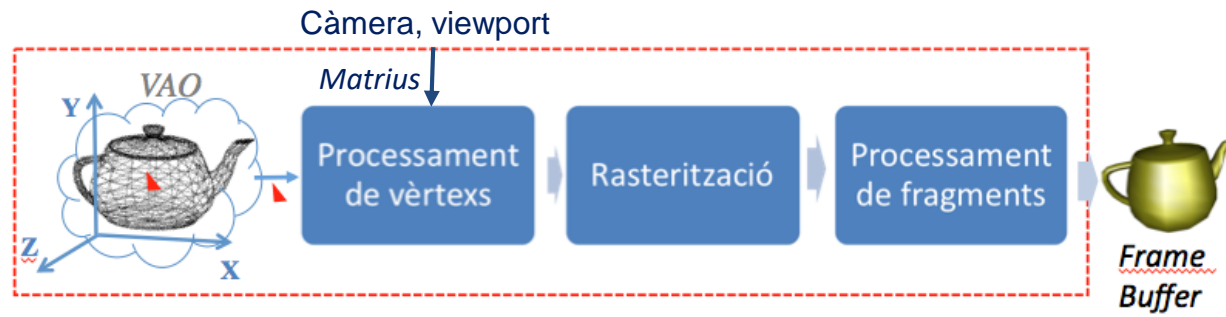 Càmera, viewport
Matrius
VAO
Y
Z
X
Processament
de vèrtexs
Rasterització
Processament
de fragments
Frame
Buffer